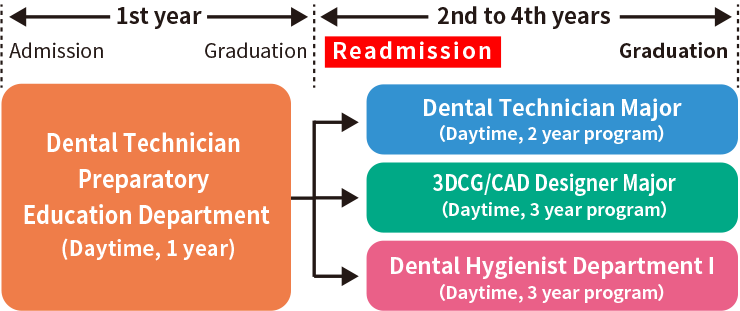 1st year
2nd to 4th years
Admission
Graduation
Readmission
Graduation
Dental Technician
Preparatory
Education Department
(Daytime, 1 year)
Dental Technician Major
(Daytime, 2 year program)
3DCG/CAD Designer Major
(Daytime, 3 year program)
Dental Hygienist Department I
(Daytime, 3 year program)